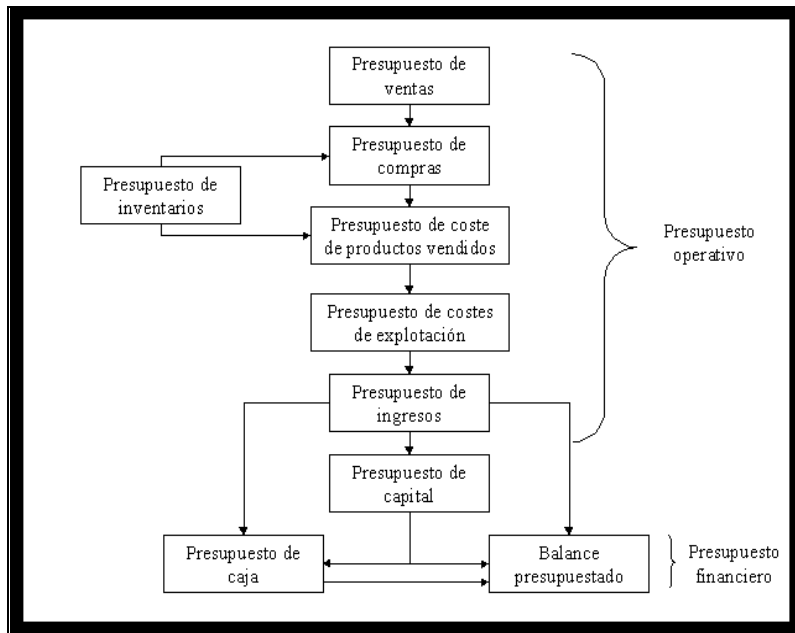 Presupuesto de
ventas
Presupuesto de
compras
Presupuesto de
inventarios
Presupuesto de coste
de productos vendidos
Presupuesto
operativo
Presupuesto de costes
de explotación
Presupuesto de
ingresos
Presupuesto de
capital
Presupuesto de
caja
Balance
presupuestado
Presupuesto
financiero